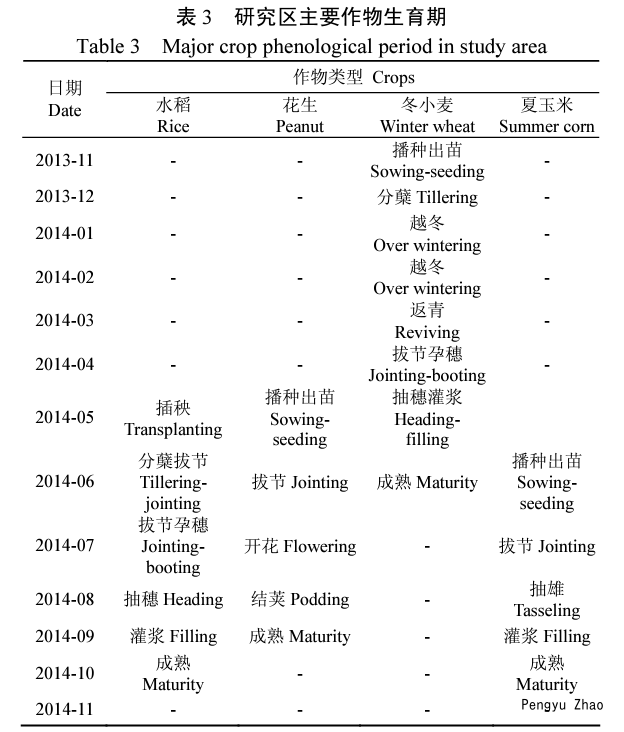 表 3 研究区主要作物生育期
Table 3 Major crop phenological period in study area
日期
Date
作物类型 Crops
水稻
Rice
花生
Peanut
冬小麦
Winter wheat
夏玉米
Summer corn
2013-11
-
-
播种出苗
Sowing-seeding
-
2013-12
-
-
分蘖 Tillering
-
2014-01
-
-
越冬
Over wintering
-
2014-02
-
-
越冬
Over wintering
-
2014-03
-
-
返青
Reviving
-
2014-04
-
-
拔节孕穗
Jointing-booting
-
2014-05
插秧
Transplanting
播种出苗
Sowing-
seeding
抽穗灌浆
Heading-
filling
2014-06
分蘖拔节
Tillering-
jointing
拔节 Jointing
成熟 Maturity
播种出苗
Sowing-
seeding
2014-07
拔节孕穗
Jointing-
booting
开花 Flowering
-
拔节 Jointing
2014-08
抽穗 Heading
结荚 Podding
-
抽雄
Tasseling
2014-09
灌浆 Filling
成熟 Maturity
-
灌浆 Filling
2014-10
成熟
Maturity
-
-
成熟
Maturity
2014-11
-
-
-
Pengyu Zhao